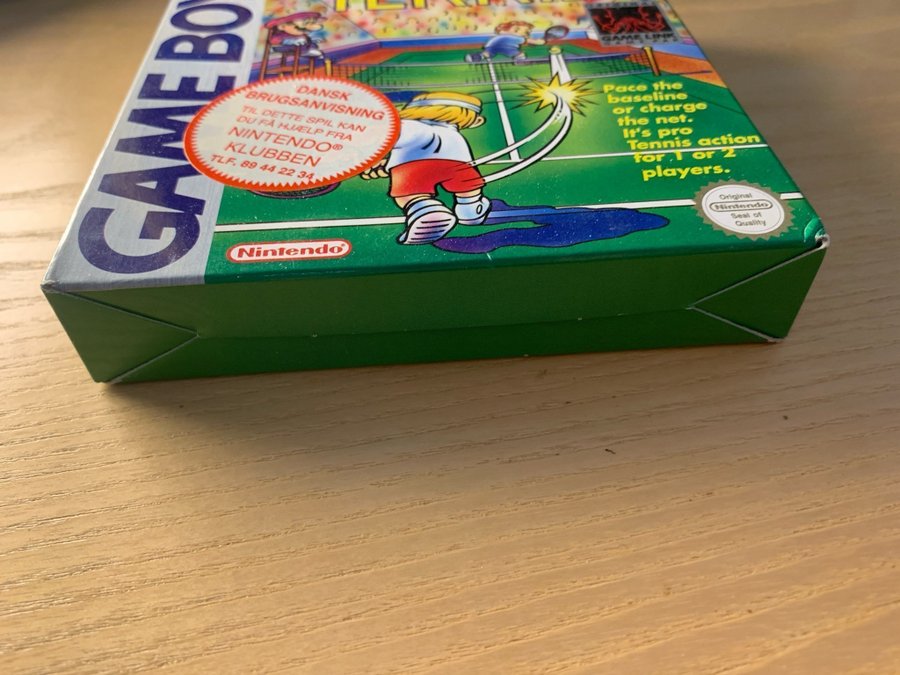 GAME BOY
DANSK
BRUGSANVISNING
TIL DETTE SPIL KAN
DU FÅ HJÆLP FRA
NINTENDO®
KLUBBEN
TLF. 89 44 22 34
GAME LINK
Pace the
baseline
or charge
the net.
It's pro
Tennis action
for 1 or 2
players.
Nintendo®
Original
Nintendo
Seal of
Quality